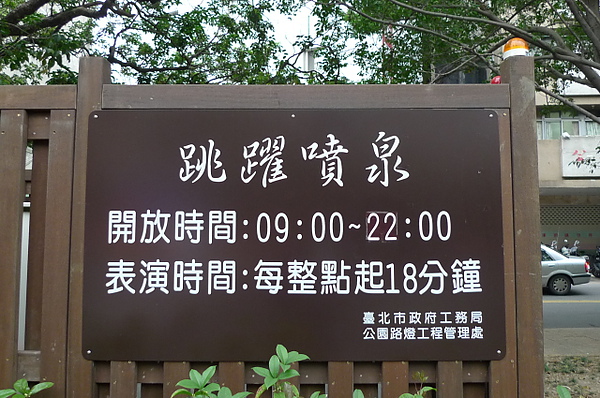 跳躍噴泉
開放時間:09:00~22:00
表演時間:每整點起18分鐘
臺北市政府工務局
公園路燈工程管理處